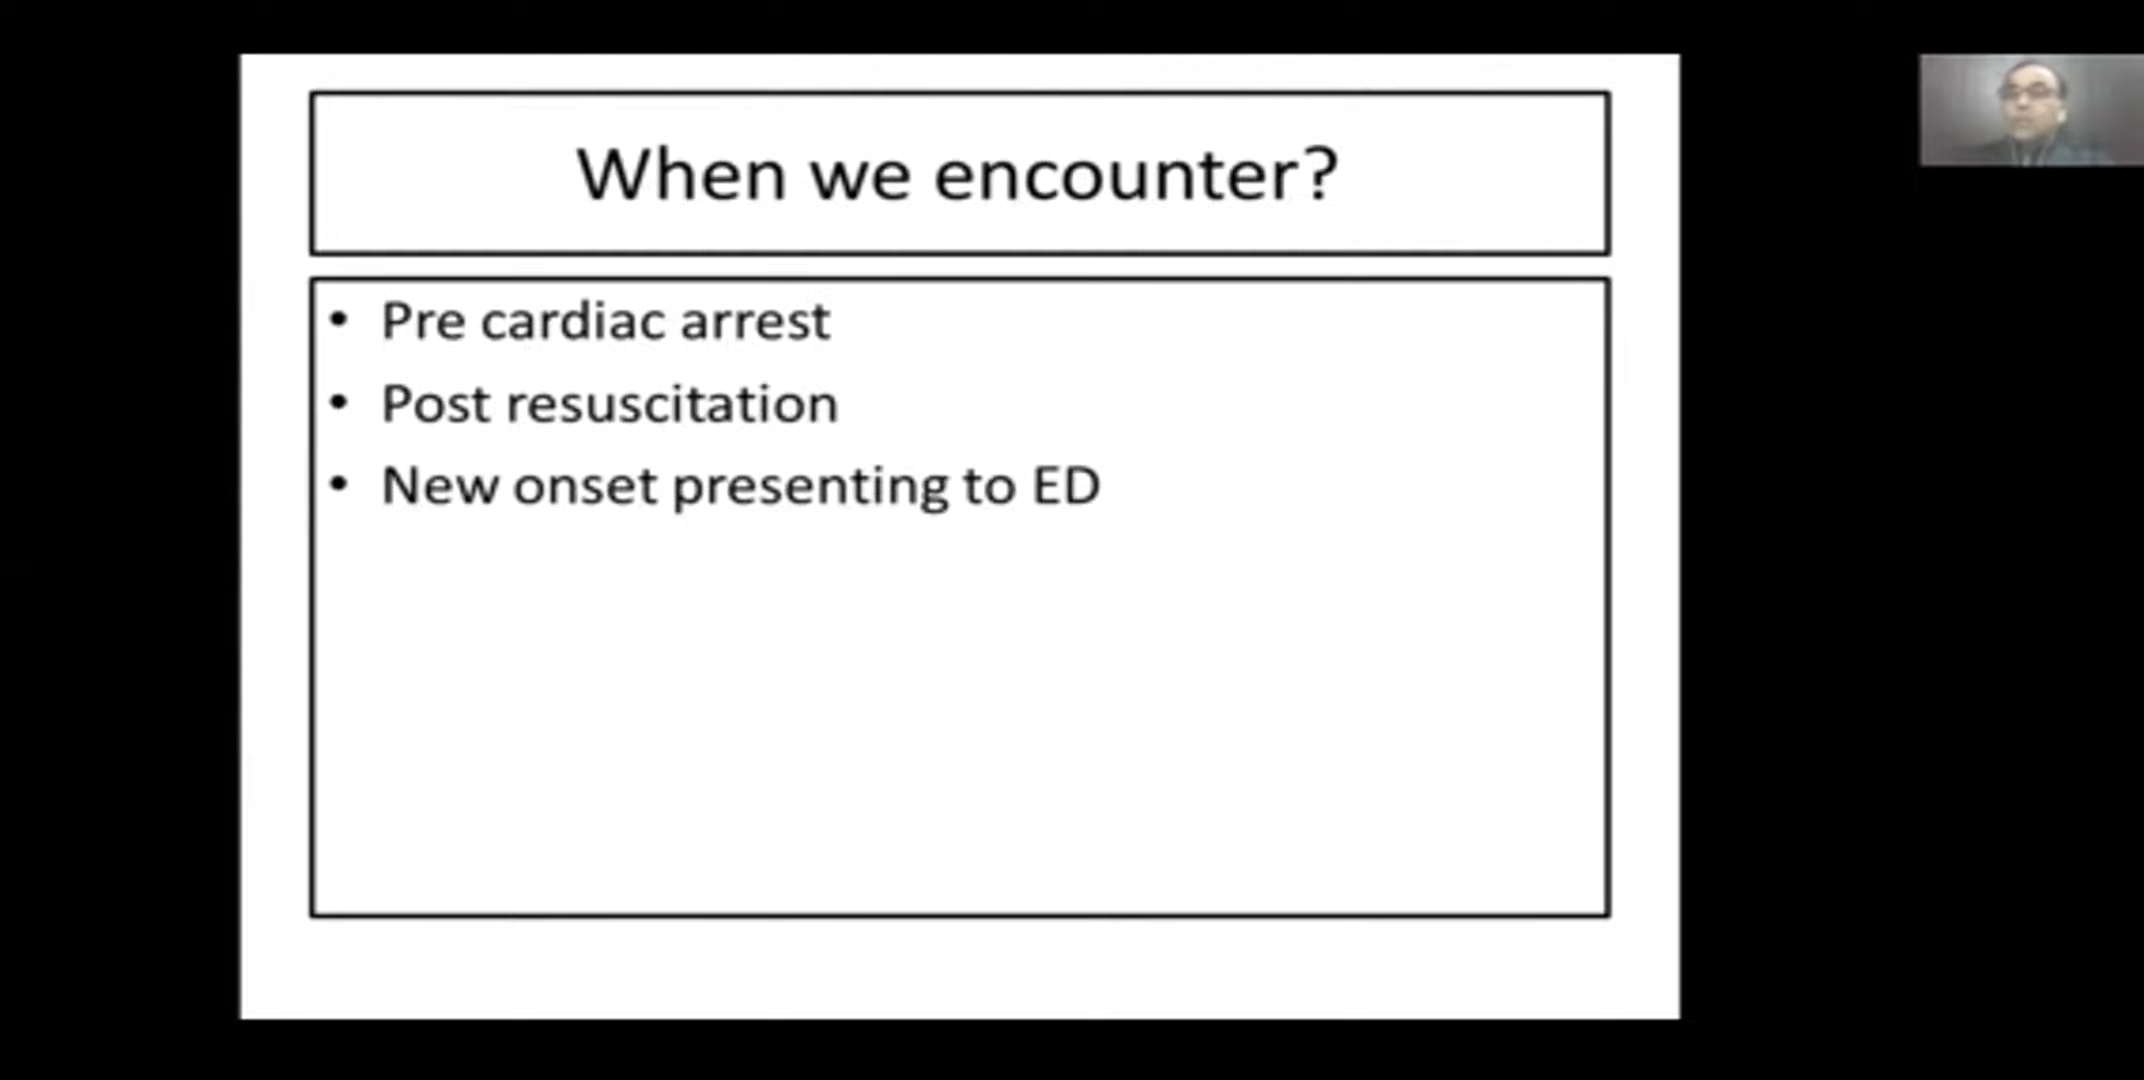 When we encounter?
• Pre cardiac arrest
• Post resuscitation
• New onset presenting to ED